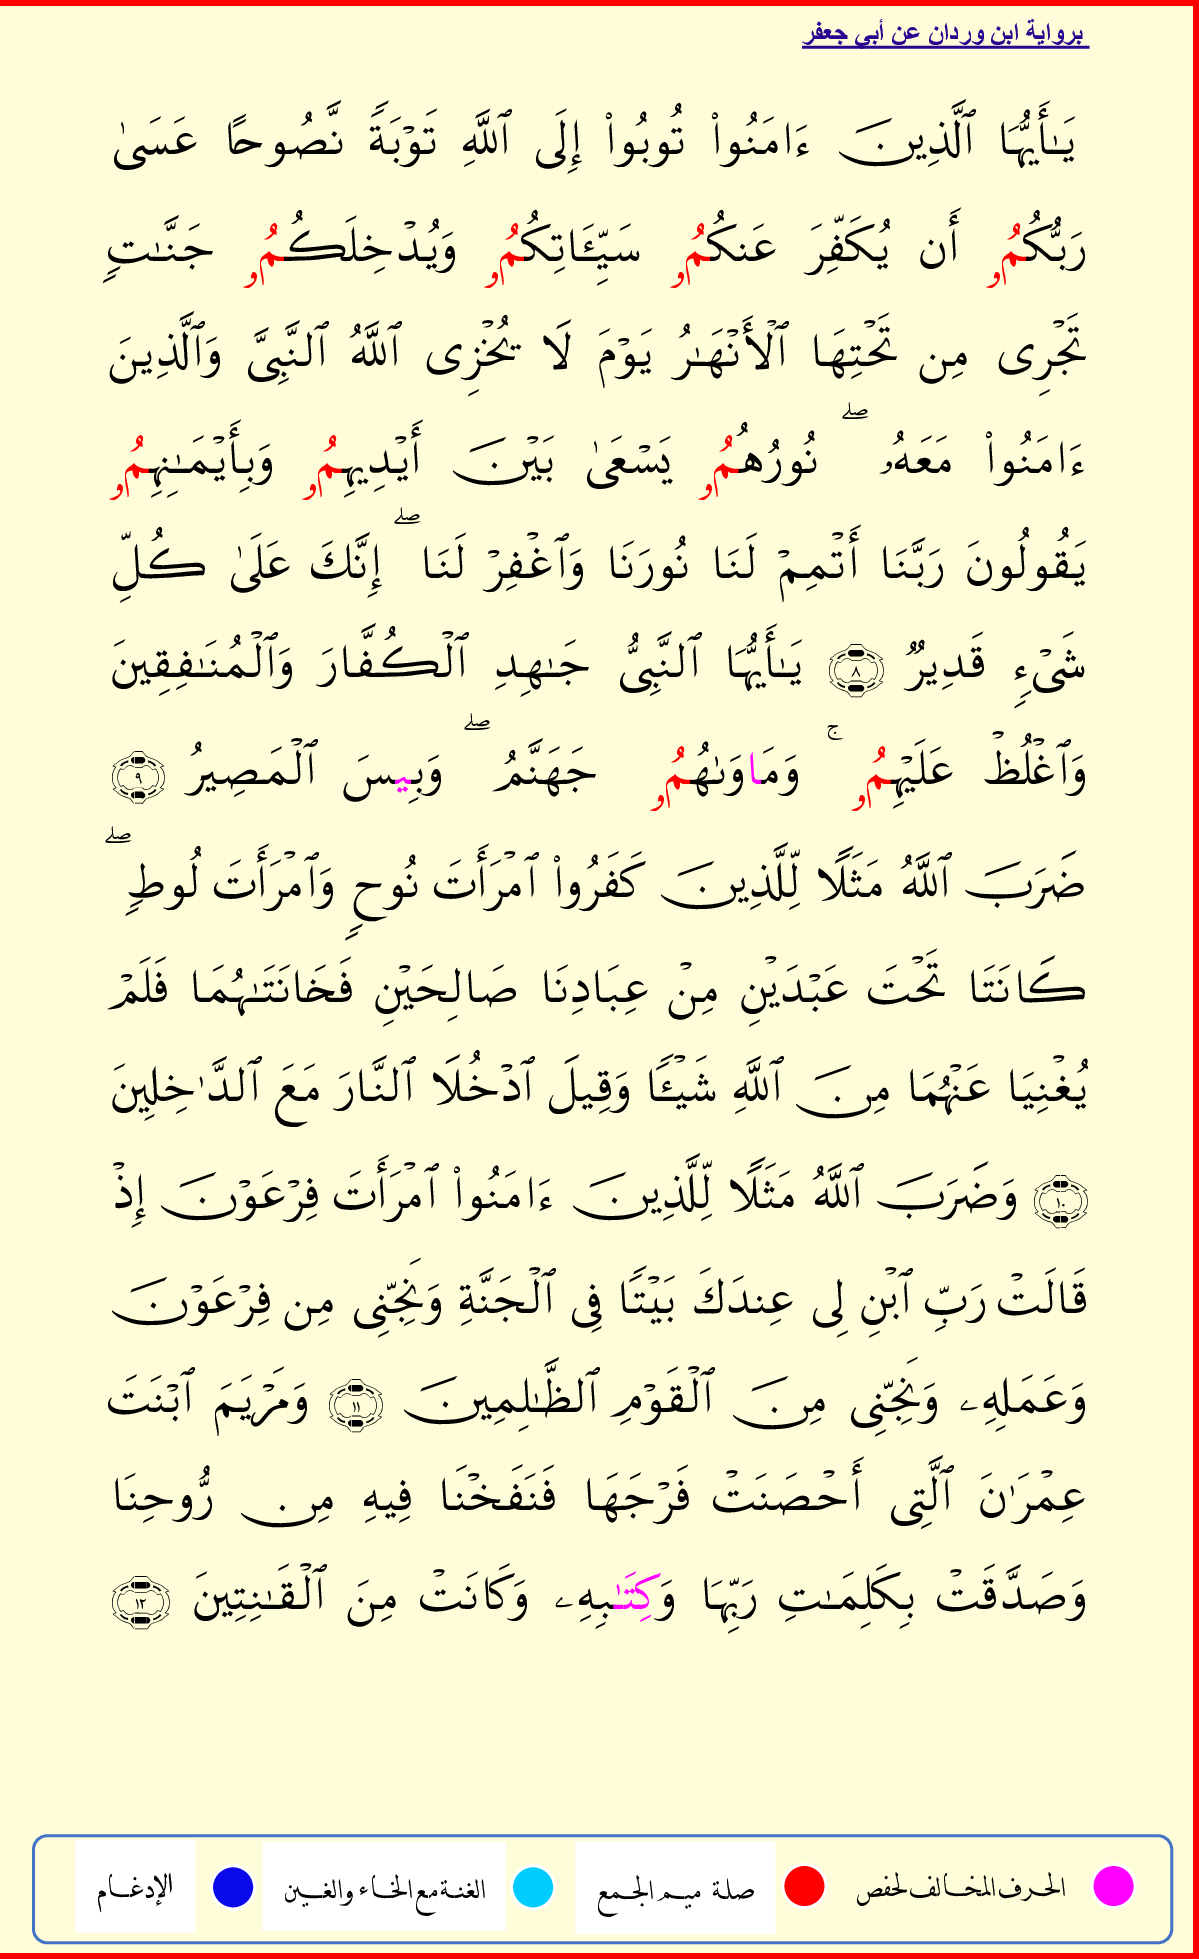 برواية ابن وردان عن أبي جعفر
يَٰٓأَيُّهَا ٱلَّذِينَ ءَامَنُواْ تُوبُوٓاْ إِلَى ٱللَّهِ تَوْبَةً نَّصُوحًا عَسَىٰ
رَبُّكُمُۥ أَن يُكَفِّرَ عَنكُمُۥ سَيِّـَٔاتِكُمُۥ وَيُدْخِلَكُمُۥ جَنَّٰتٍ
تَجْرِى مِن تَحْتِهَا ٱلْأَنْهَٰرُ يَوْمَ لَا يُخْزِى ٱللَّهُ ٱلنَّبِىَّ وَٱلَّذِينَ
ءَامَنُواْ مَعَهُۥ ۖ نُورُهُمُۥ يَسْعَىٰ بَيْنَ أَيْدِيهِمُۥ وَبِأَيْمَٰنِهِمُۥ
يَقُولُونَ رَبَّنَا أَتْمِمْ لَنَا نُورَنَا وَٱغْفِرْ لَنَا ۖ إِنَّكَ عَلَىٰ كُلِّ
شَىْءٍ قَدِيرٌ ٨ يَٰأَيُّهَا ٱلنَّبِىُّ جَٰهِدِ ٱلْكُفَّارَ وَٱلْمُنَٰفِقِينَ
وَٱغْلُظْ عَلَيْهِمُۥ ۚ وَمَاوَىٰهُمُۥ جَهَنَّمُ ۖ وَبِيسَ ٱلْمَصِيرُ ٩
ضَرَبَ ٱللَّهُ مَثَلًا لِّلَّذِينَ كَفَرُواْ ٱمْرَأَتَ نُوحٍ وَٱمْرَأَتَ لُوطٍ ۖ
كَانَتَا تَحْتَ عَبْدَيْنِ مِنْ عِبَادِنَا صَالِحَيْنِ فَخَانَتَاهُمَا فَلَمْ
يُغْنِيَا عَنْهُمَا مِنَ ٱللَّهِ شَيْـًٔا وَقِيلَ ٱدْخُلَا ٱلنَّارَ مَعَ ٱلدَّٰخِلِينَ
١٠ وَضَرَبَ ٱللَّهُ مَثَلًا لِّلَّذِينَ ءَامَنُواْ ٱمْرَأَتَ فِرْعَوْنَ إِذْ
قَالَتْ رَبِّ ٱبْنِ لِى عِندَكَ بَيْتًا فِى ٱلْجَنَّةِ وَنَجِّنِى مِن فِرْعَوْنَ
وَعَمَلِهِۦ وَنَجِّنِى مِنَ ٱلْقَوْمِ ٱلظَّٰلِمِينَ ١١ وَمَرْيَمَ ٱبْنَتَ
عِمْرَٰنَ ٱلَّتِى أَحْصَنَتْ فَرْجَهَا فَنَفَخْنَا فِيهِ مِن رُّوحِنَا
وَصَدَّقَتْ بِكَلِمَٰتِ رَبِّهَا وَكِتَٰبِهِۦ وَكَانَتْ مِنَ ٱلْقَٰنِتِينَ ١٢
الحرف المخالف لحفص صلة ميم الجمع الغنة مع الخاء والغين الإدغام